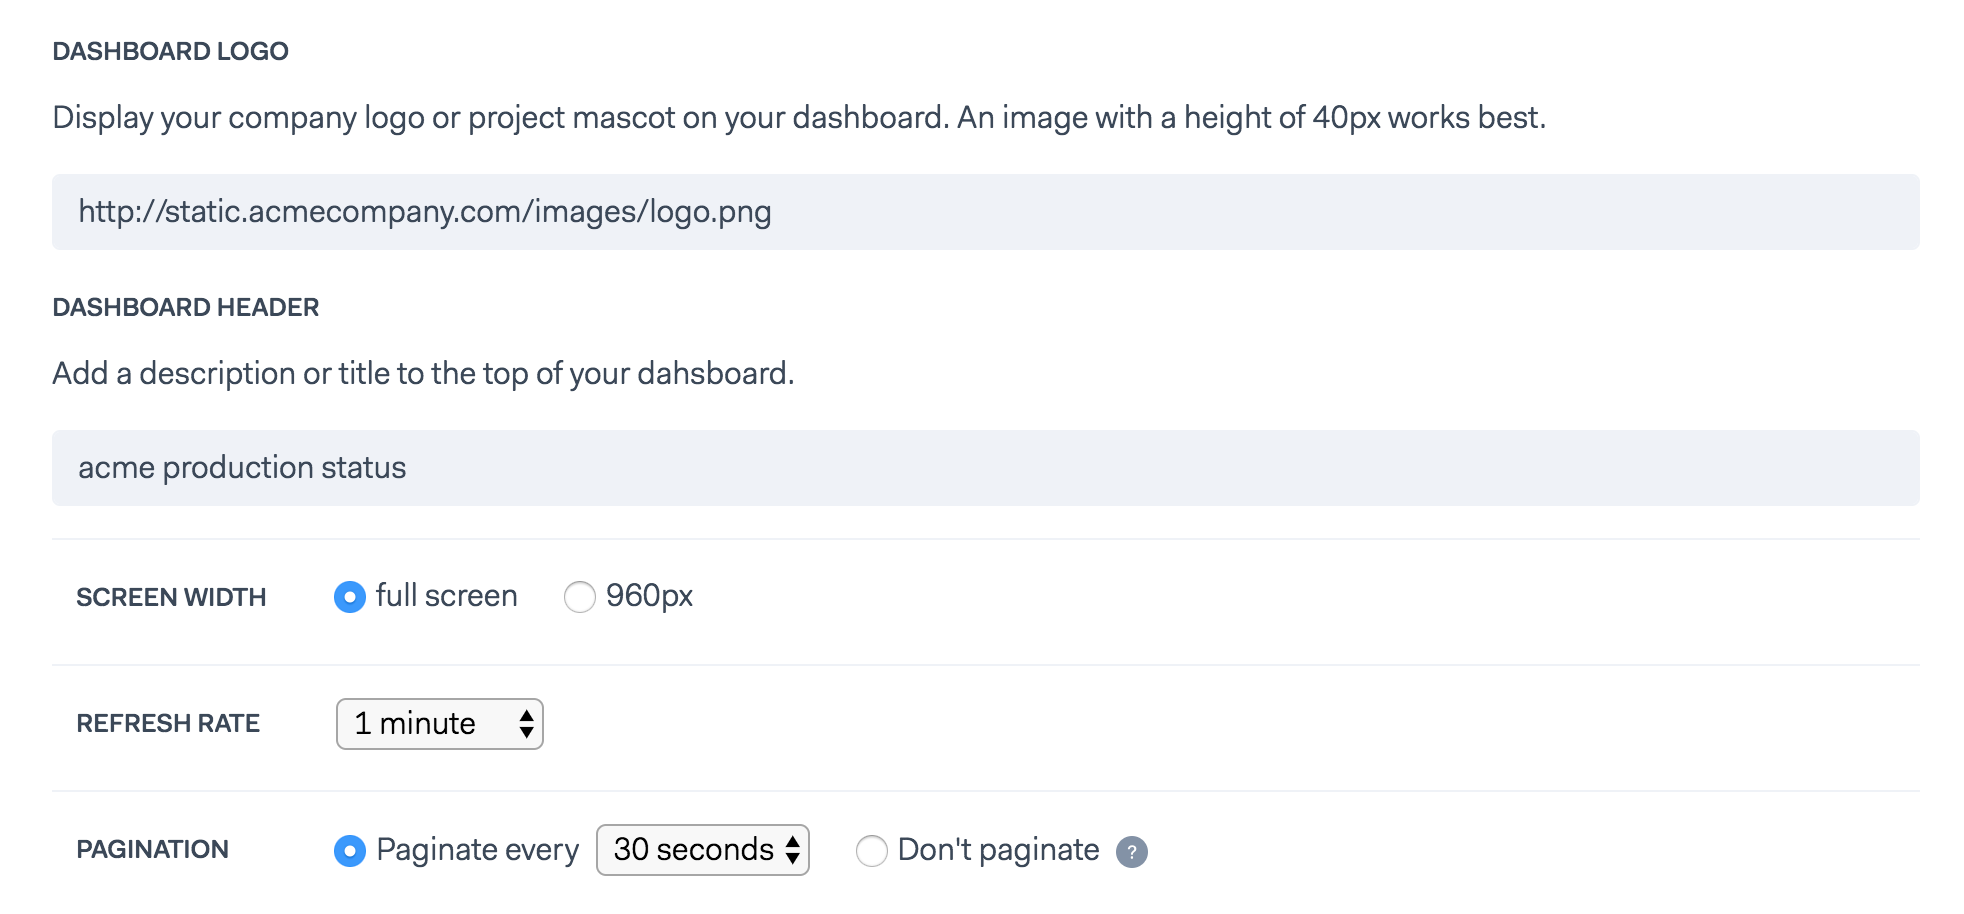 DASHBOARD LOGO
Display your company logo or project mascot on your dashboard. An image with a height of 40px works best.
http://static.acmecompany.com/images/logo.png
DASHBOARD HEADER
Add a description or title to the top of your dahsboard.
acme production status
SCREEN WIDTH full screen 960px
REFRESH RATE 1 minute
PAGINATION Paginate every 30 seconds Don't paginate ?